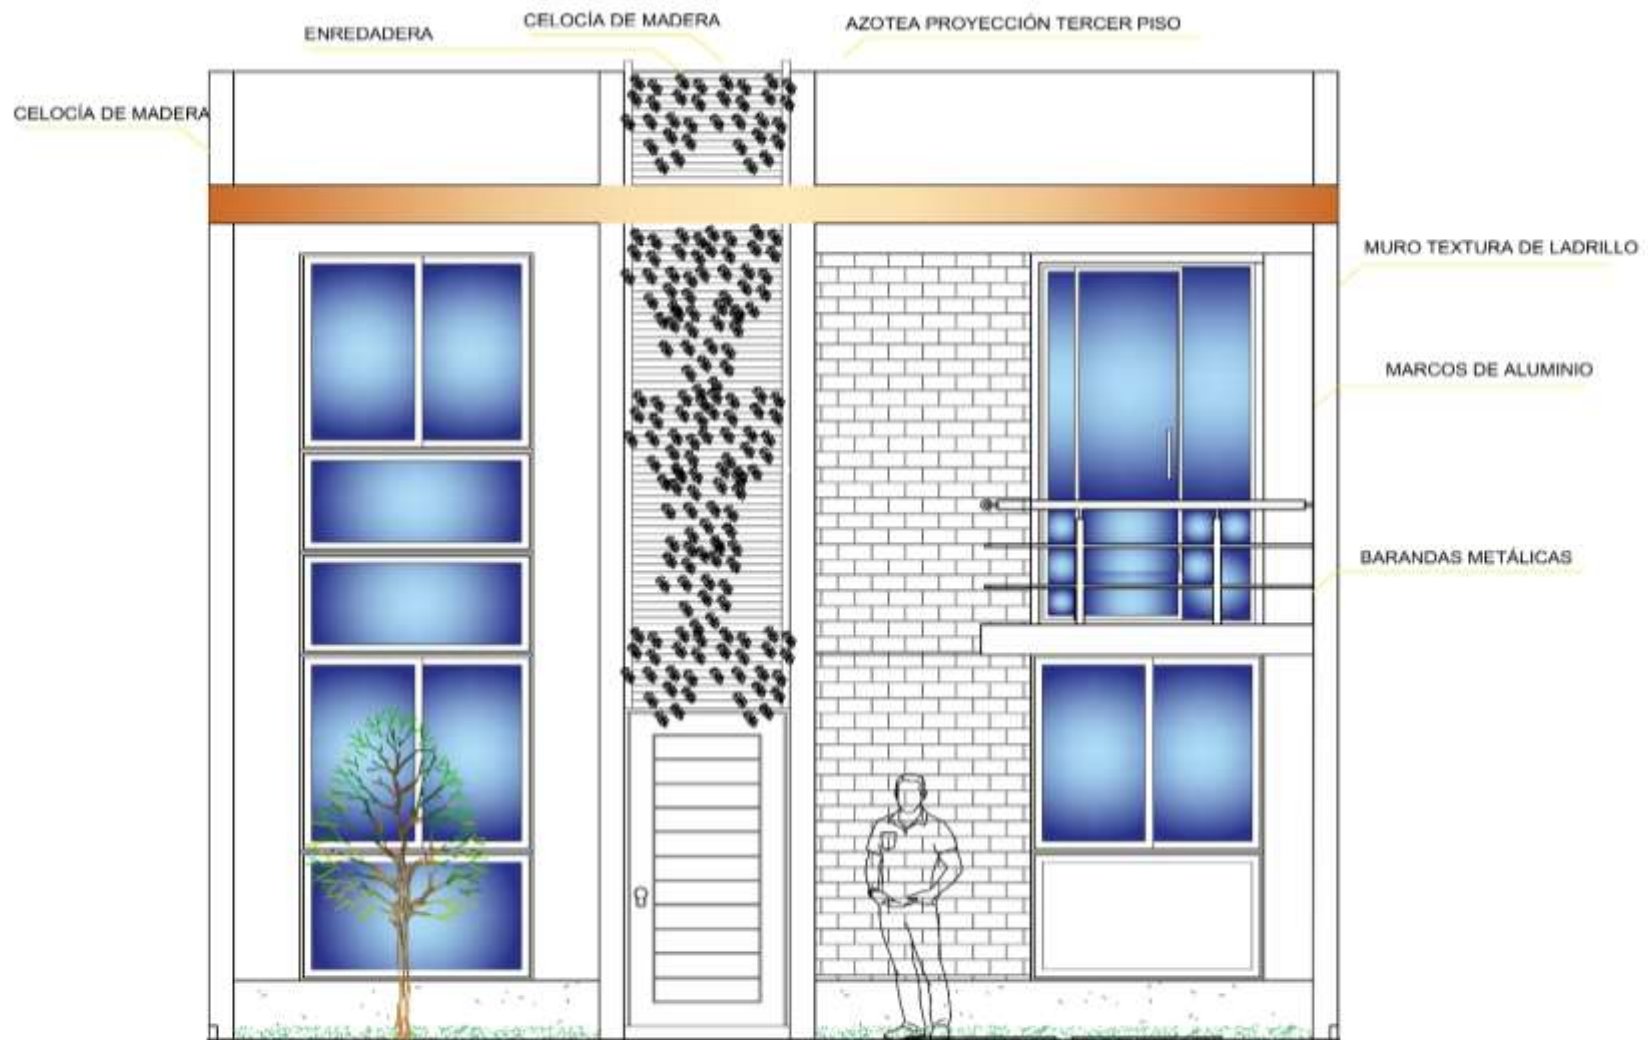 CELOCÍA DE MADERA
AZOTEA PROYECCIÓN TERCER PISO
ENREDADERA
CELOCÍA DE MADERA
MURO TEXTURA DE LADRILLO
MARCOS DE ALUMINIO
BARANDAS METÁLICAS